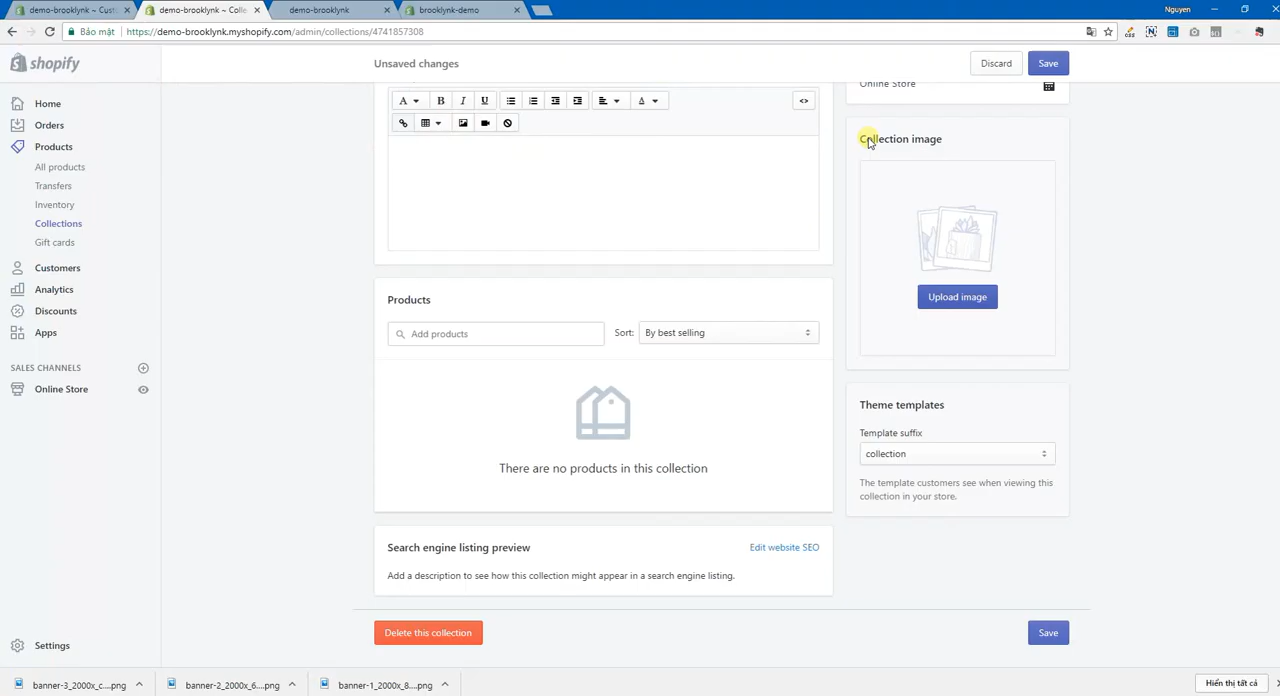 demo-brooklynk ~ Cust
demo-brooklynk ~ Colle
demo-brooklynk
brooklynk-demo
Nguyen
Bảo mật
https://demo-brooklynk.myshopify.com/admin/collections/4741857308
shopify
Unsaved changes
Discard
Save
Home
Orders
Products
All products
Transfers
Inventory
Collections
Gift cards
Customers
Analytics
Discounts
Apps
SALES CHANNELS
Online Store
Settings
A
B I U
A
<>
Products
Add products
Sort:
By best selling
There are no products in this collection
Search engine listing preview
Edit website SEO
Add a description to see how this collection might appear in a search engine listing.
Online Store
Collection image
Upload image
Theme templates
Template suffix
collection
The template customers see when viewing this
collection in your store.
Delete this collection
Save
banner-3_2000x_c....png
banner-2_2000x_6....png
banner-1_2000x_8....png
Hiển thị tất cả